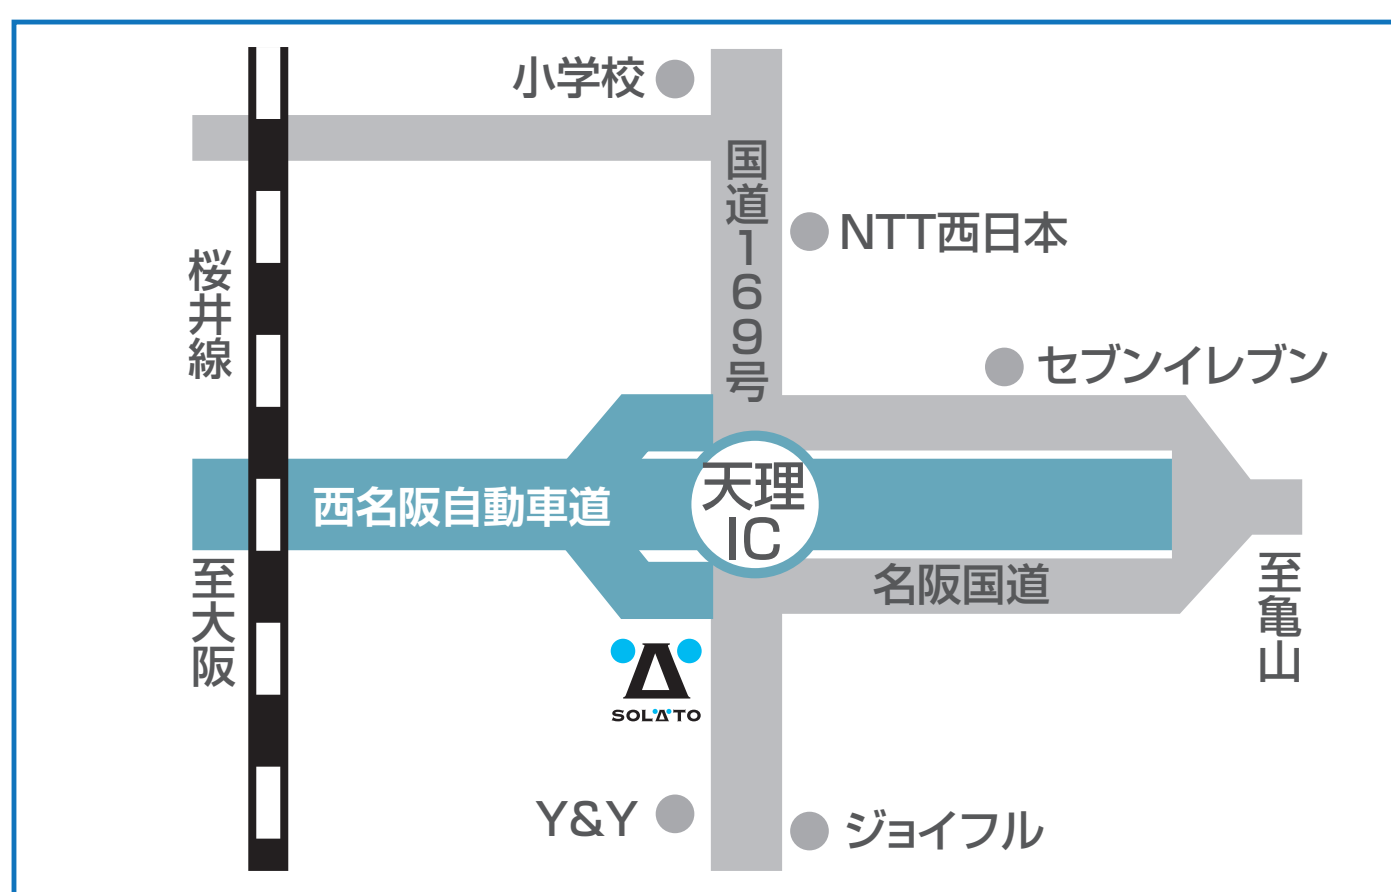 小学校
国道169号
NTT西日本
桜井線
セブンイレブン
天理
IC
西名阪自動車道
名阪国道
至大阪
至亀山
SOLATO
Y&Y
ジョイフル